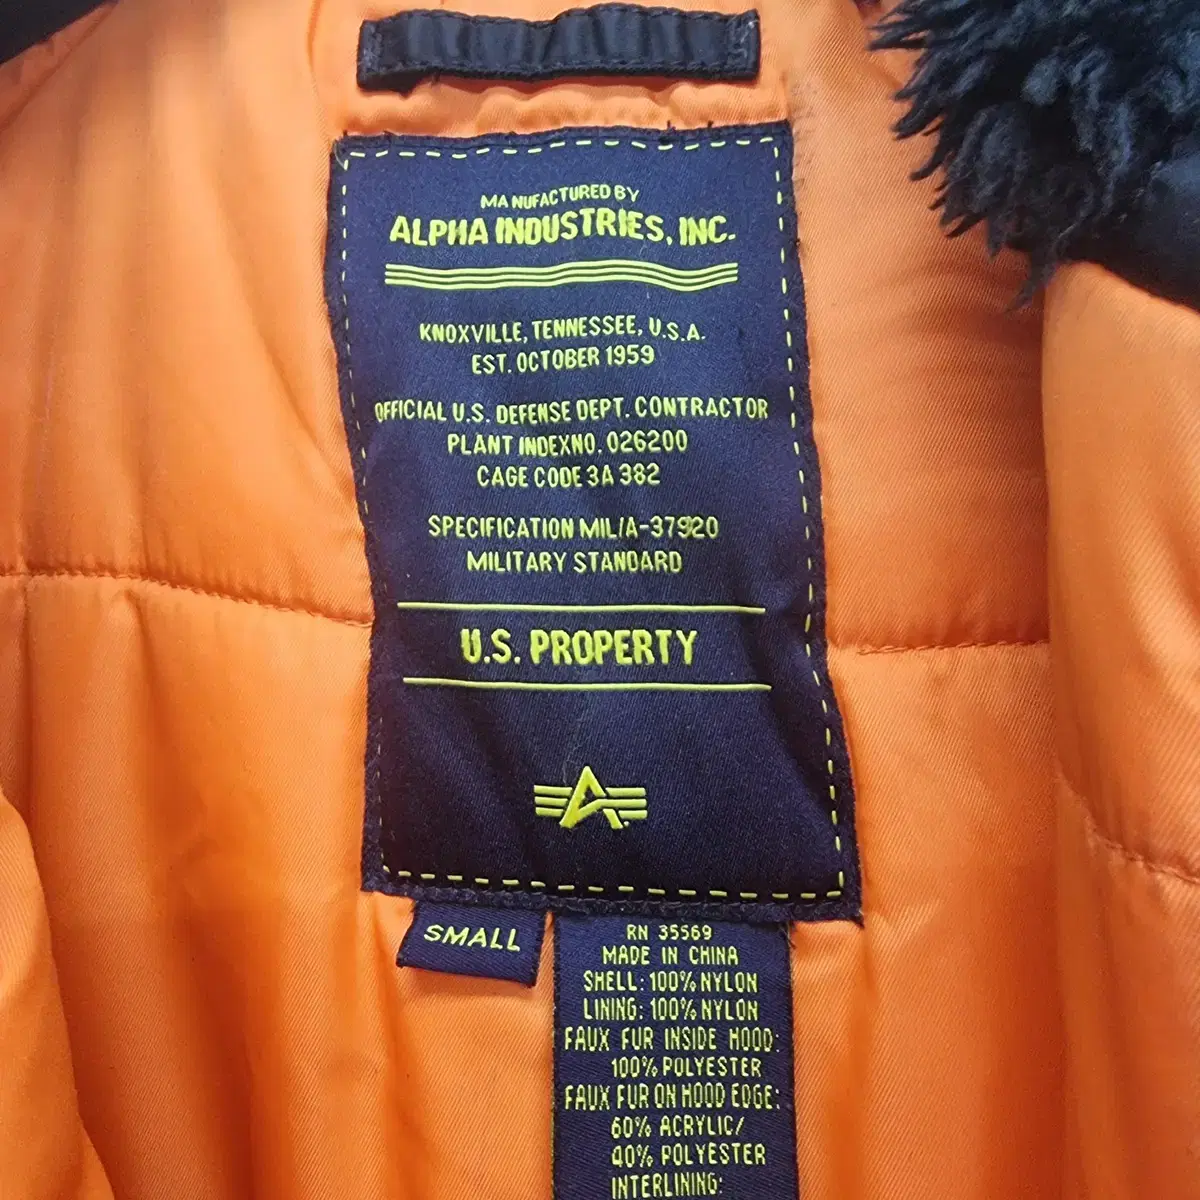 MANUFACTURED BY
ALPHA INDUSTRIES, INC.
KNOXVILLE, TENNESSEE, U.S.A.
EST. OCTOBER 1959
OFFICIAL U.S. DEFENSE DEPT. CONTRACTOR
PLANT INDEXNO. 026200
CAGE CODE 3A 382
SPECIFICATION MIL/A-37920
MILITARY STANDARD
U.S. PROPERTY
A
SMALL
RN 35569
MADE IN CHINA
SHELL: 100% NYLON
LINING: 100% NYLON
FAUX FUR INSIDE HOOD:
100% POLYESTER
FAUX FUR ON HOOD EDGE:
60% ACRYLIC/
40% POLYESTER
INTERLINING: